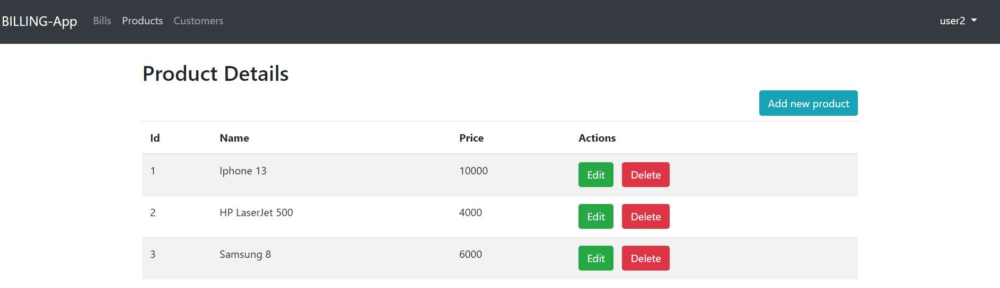 BILLING-App Bills Products Customers user2
Product Details
Add new product
Id Name Price Actions
1 Iphone 13 10000 Edit Delete
2 HP LaserJet 500 4000 Edit Delete
3 Samsung 8 6000 Edit Delete